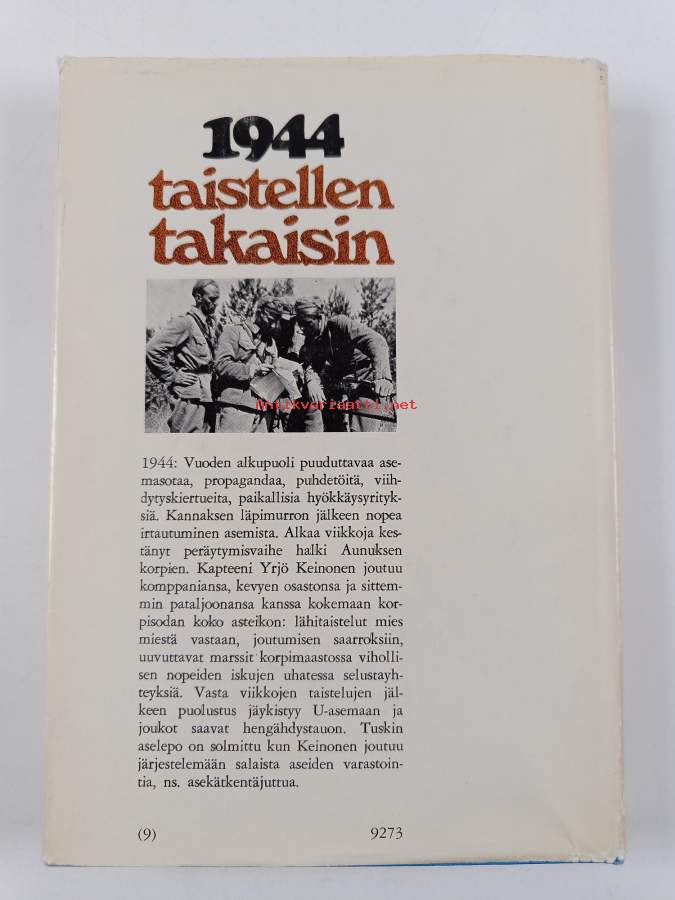 1944
taistellen
takaisin
Antikvariaatti.net
1944: Vuoden alkupuoli puuduttavaa ase-
masotaa, propagandaa, puhdetöitä, viih-
dytyskiertueita, paikallisia hyökkäysyrityk-
siä. Kannaksen läpimurron jälkeen nopea
irtautuminen asemista. Alkaa viikkoja kes-
tänyt peräytymisvaihe halki Aunuksen
korpien. Kapteeni Yrjö Keinonen joutuu
komppaniansa, kevyen osastonsa ja sittem-
min pataljoonansa kanssa kokemaan kor-
pisodan koko asteikon: lähitaistelut mies
miestä vastaan, joutumisen saarroksiin,
uuvuttavat marssit korpimaastossa viholli-
sen nopeiden iskujen uhatessa selustayh-
teyksiä. Vasta viikkojen taistelujen jäl-
keen puolustus jäykistyy U-asemaan ja
joukot saavat hengähdystauon. Tuskin
aselepo on solmittu kun Keinonen joutuu
järjestelemään salaista aseiden varastoin-
tia, ns. asekätkentäjuttua.
(9) 9273